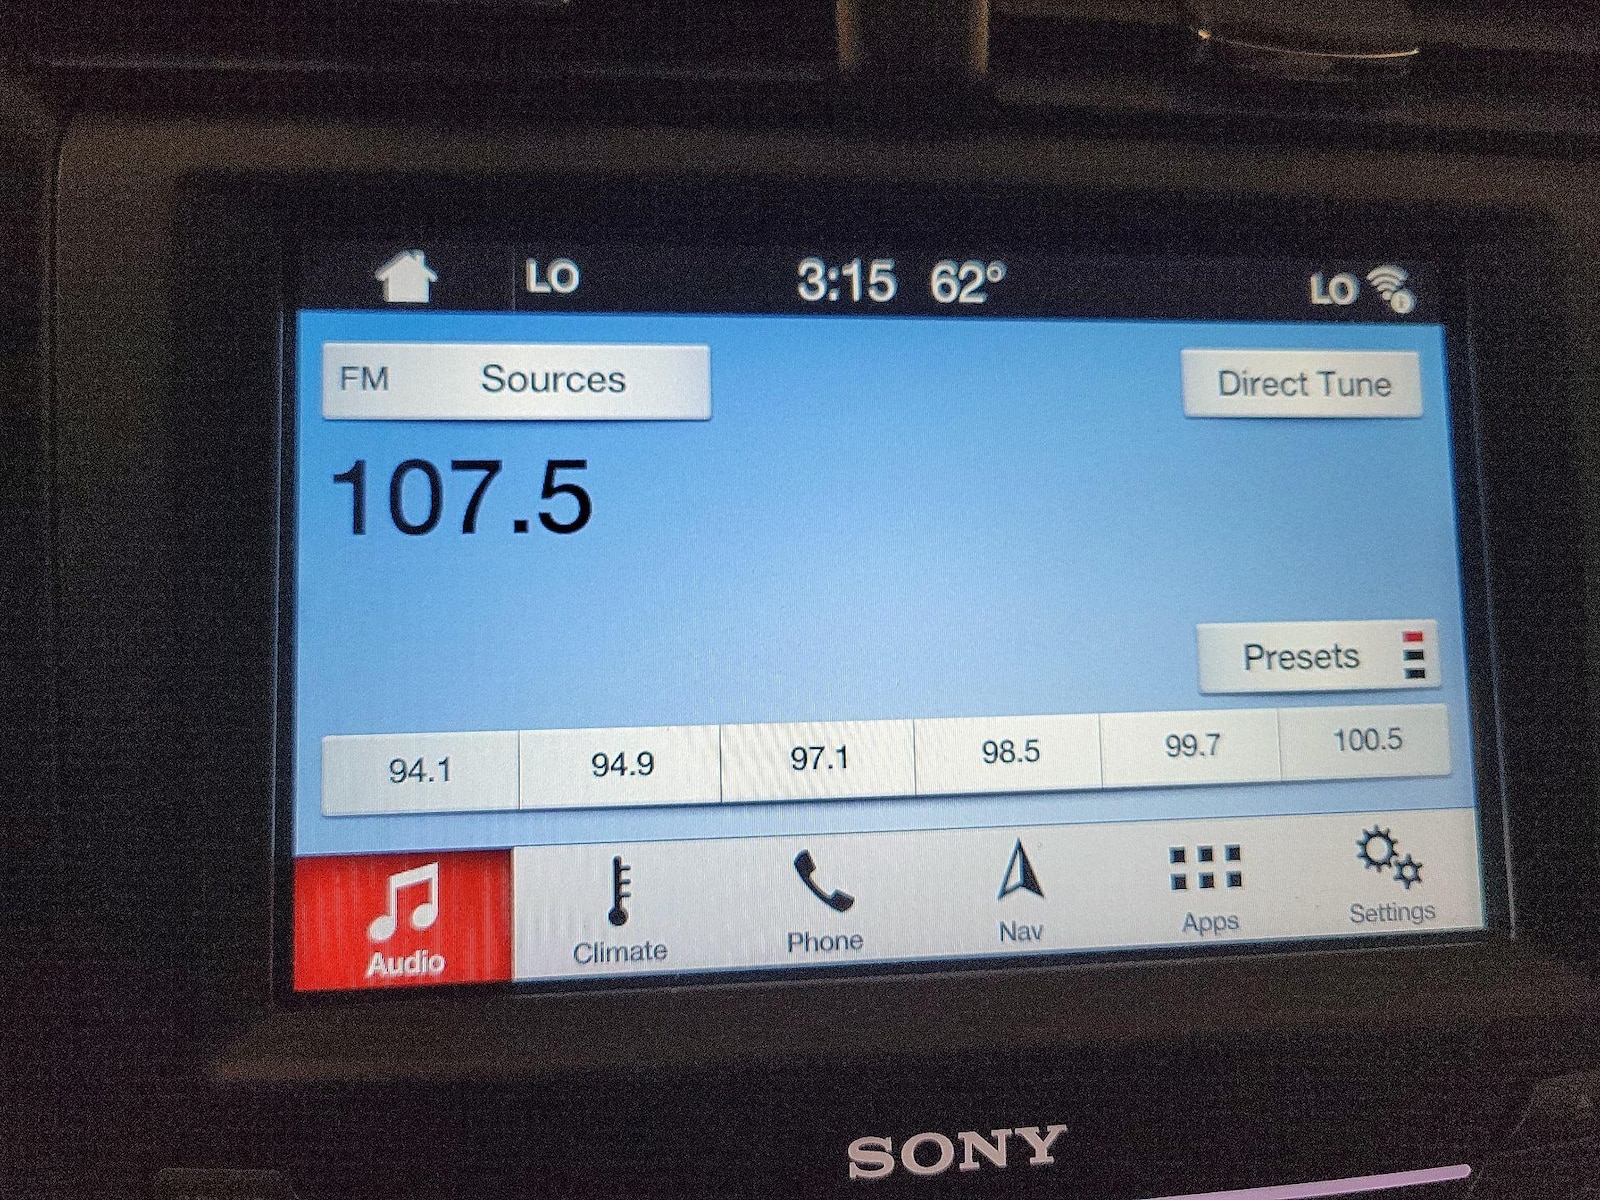 LO 3:15 62° LO
FM Sources Direct Tune
107.5
Presets
94.1 94.9 97.1 98.5 99.7 100.5
Audio Climate Phone Nav Apps Settings
SONY